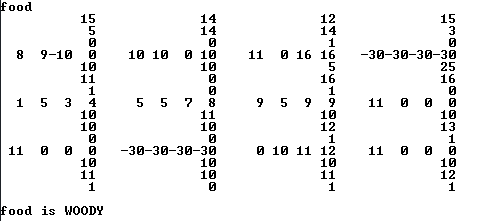 food
15 14 12 15
5 14 14 3
0 0 1 0
8 9-10 0 10 10 0 10 11 0 16 16 -30-30-30-30
10 10 5 25
11 0 16 16
1 0 1 0
1 5 3 4 5 5 7 8 9 5 9 9 11 0 0 0
10 11 10 10
10 0 12 13
0 0 1 1
11 0 0 0 -30-30-30-30 0 10 11 12 11 0 0 0
10 10 10 10
11 0 11 12
1 0 1 1
food is WOODY